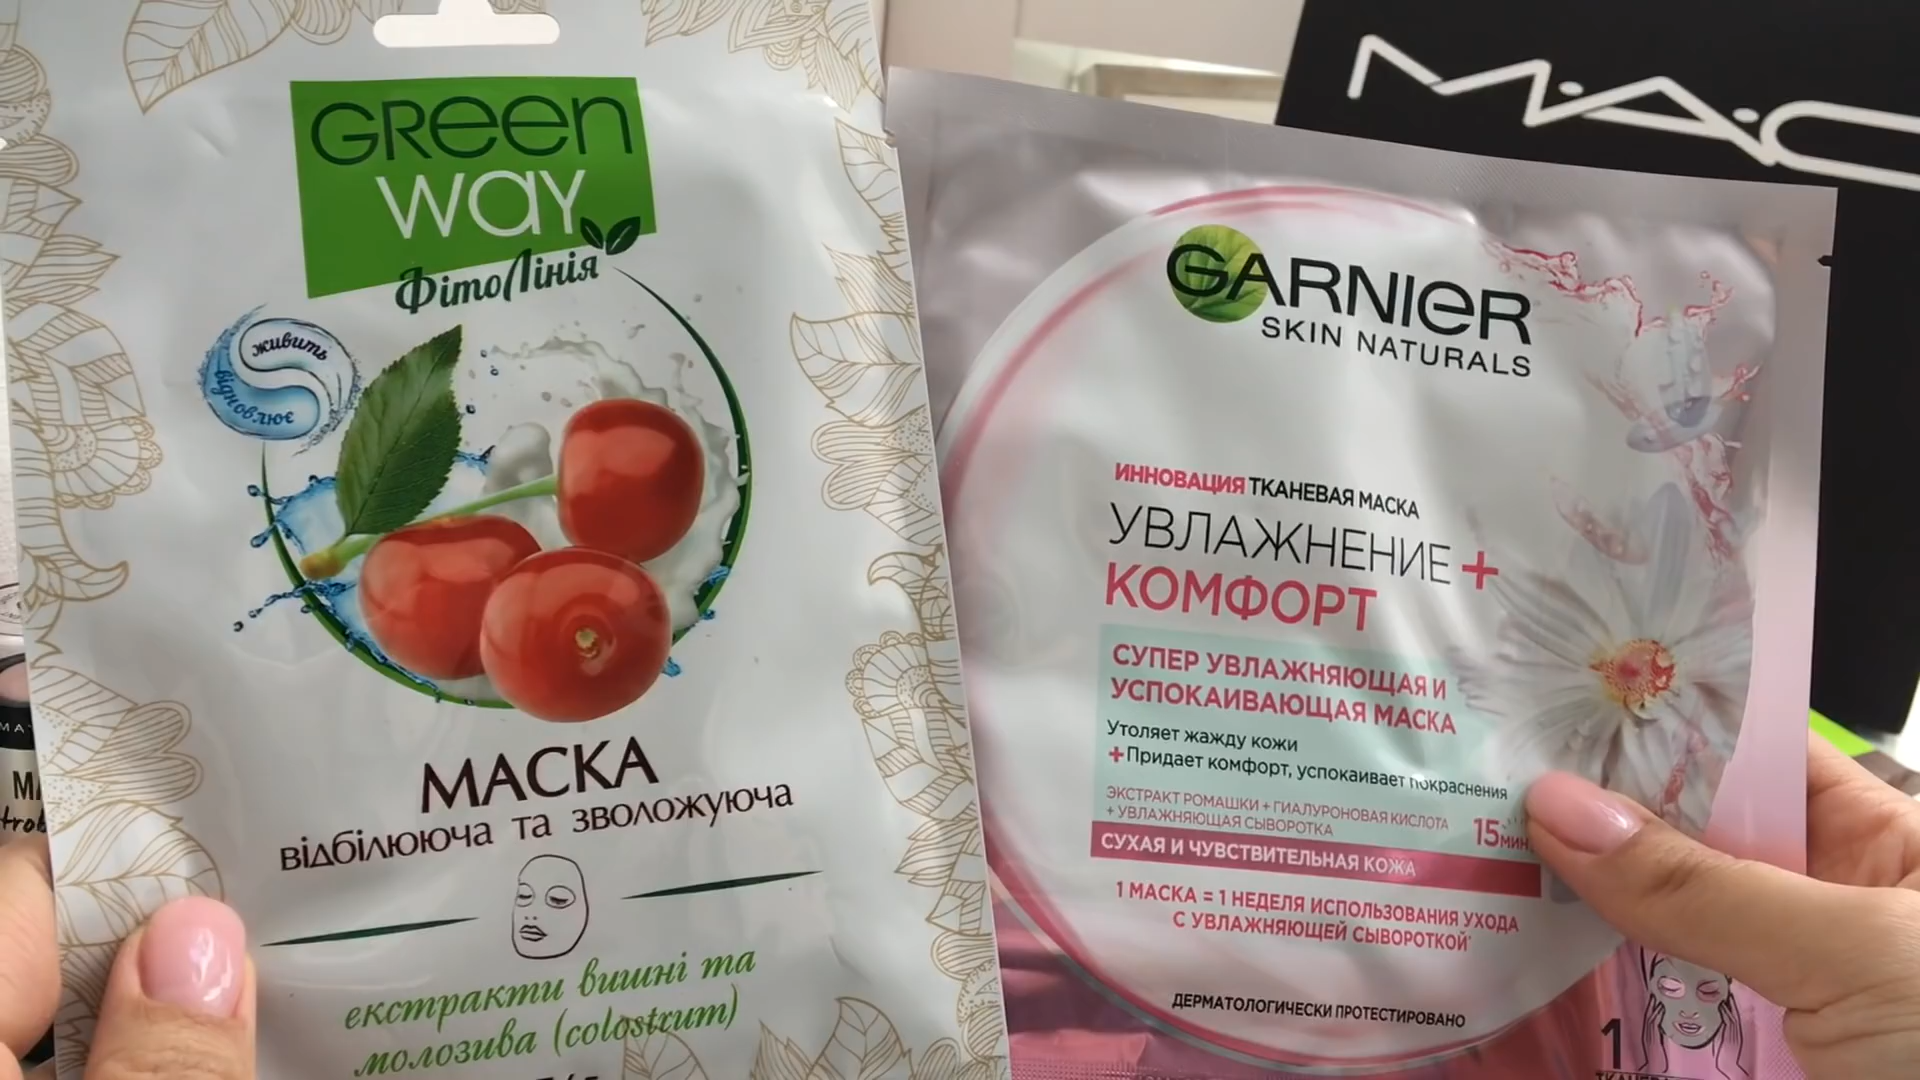 GREEN
WAY
ФітоЛінія
живить
відновлює
МАСКА
відбілююча та зволожуюча
екстракти вишні та
молозива (colostrum)
M·A·C
GARNIER
SKIN NATURALS
ИННОВАЦИЯ ТКАНЕВАЯ МАСКА
УВЛАЖНЕНИЕ +
КОМФОРТ
СУПЕР УВЛАЖНЯЮЩАЯ И
УСПОКАИВАЮЩАЯ МАСКА
Утоляет жажду кожи
+Придает комфорт, успокаивает покраснения
ЭКСТРАКТ РОМАШКИ + ГИАЛУРОНОВАЯ КИСЛОТА
+ УВЛАЖНЯЮЩАЯ СЫВОРОТКА
15мин
СУХАЯ И ЧУВСТВИТЕЛЬНАЯ КОЖА
1 МАСКА = 1 НЕДЕЛЯ ИСПОЛЬЗОВАНИЯ УХОДА
С УВЛАЖНЯЮЩЕЙ СЫВОРОТКОЙ*
ДЕРМАТОЛОГИЧЕСКИ ПРОТЕСТИРОВАНО
1